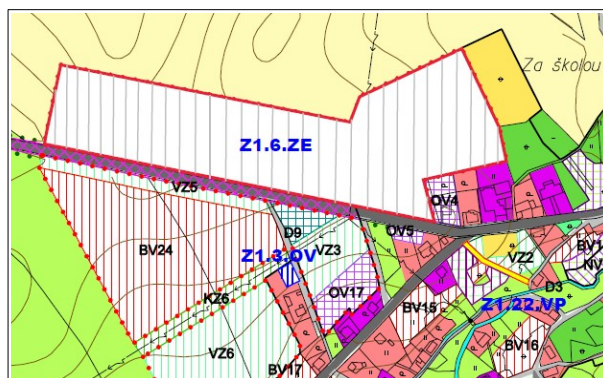 Za školou
Z1.6.ZE
VZ5
OV4
D9
OV5
BV24
Z1.3.OV
VZ3
VZ2
BV1
NV
KZ6
OV17
D3
BV15
Z1.22.VP
VZ6
BV16
BV17